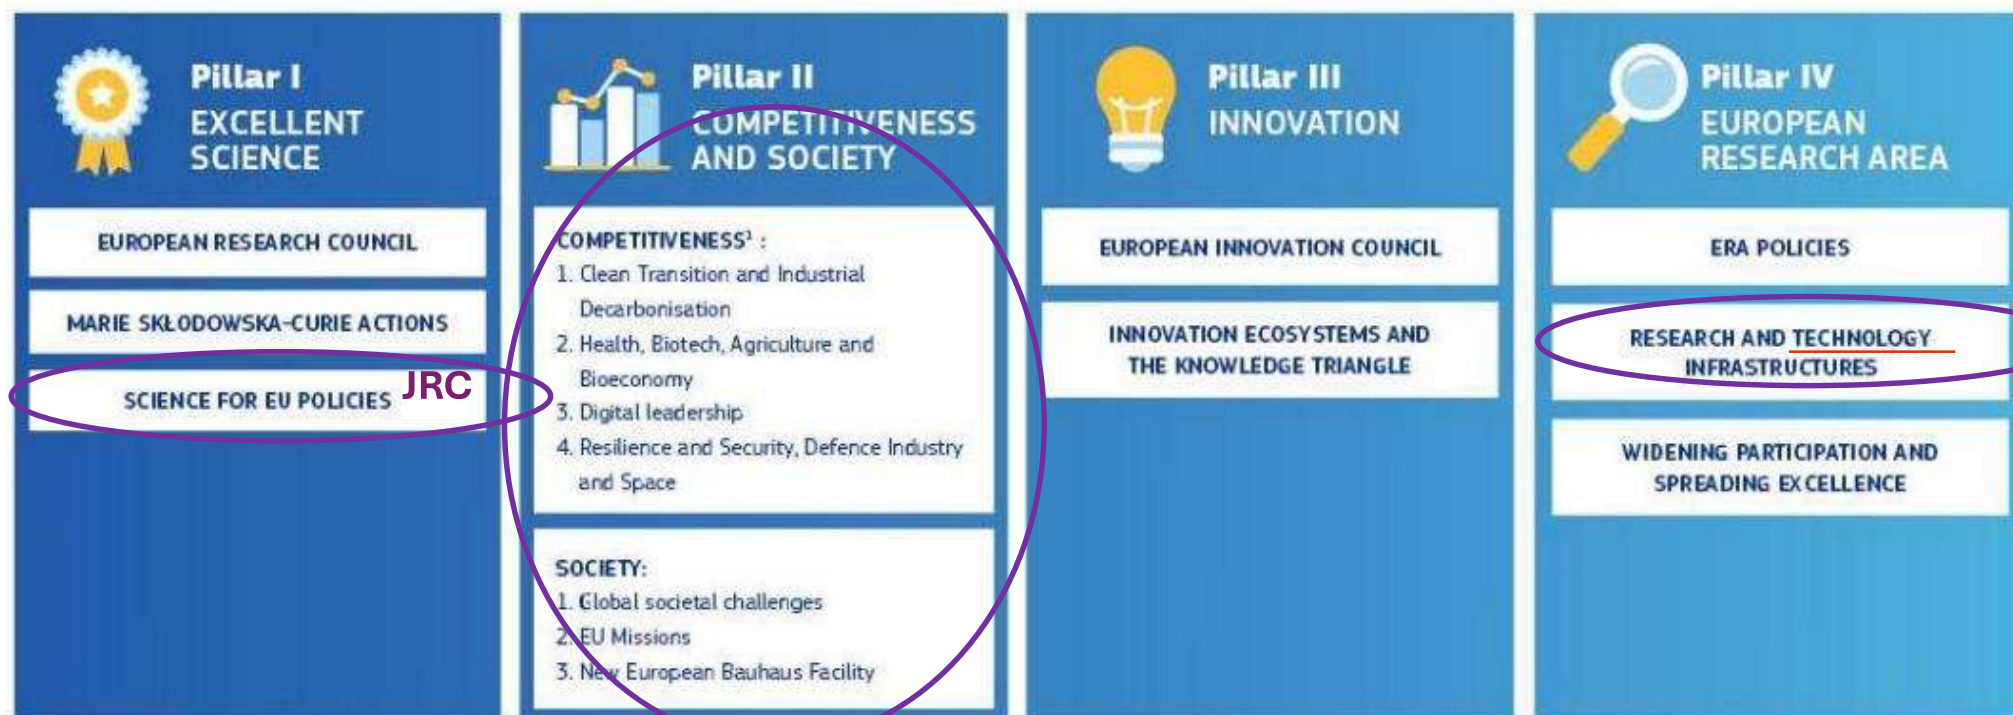 Pillar I
EXCELLENT
SCIENCE
EUROPEAN RESEARCH COUNCIL
MARIE SKŁODOWSKA-CURIE ACTIONS
SCIENCE FOR EU POLICIES JRC
Pillar II
COMPETITIVENESS
AND SOCIETY
COMPETITIVENESS¹ :
1. Clean Transition and Industrial
Decarbonisation
2. Health, Biotech, Agriculture and
Bioeconomy
3. Digital leadership
4. Resilience and Security, Defence Industry
and Space
SOCIETY:
1. Global societal challenges
2. EU Missions
3. New European Bauhaus Facility
Pillar III
INNOVATION
EUROPEAN INNOVATION COUNCIL
INNOVATION ECOSYSTEMS AND
THE KNOWLEDGE TRIANGLE
Pillar IV
EUROPEAN
RESEARCH AREA
ERA POLICIES
RESEARCH AND TECHNOLOGY
INFRASTRUCTURES
WIDENING PARTICIPATION AND
SPREADING EXCELLENCE